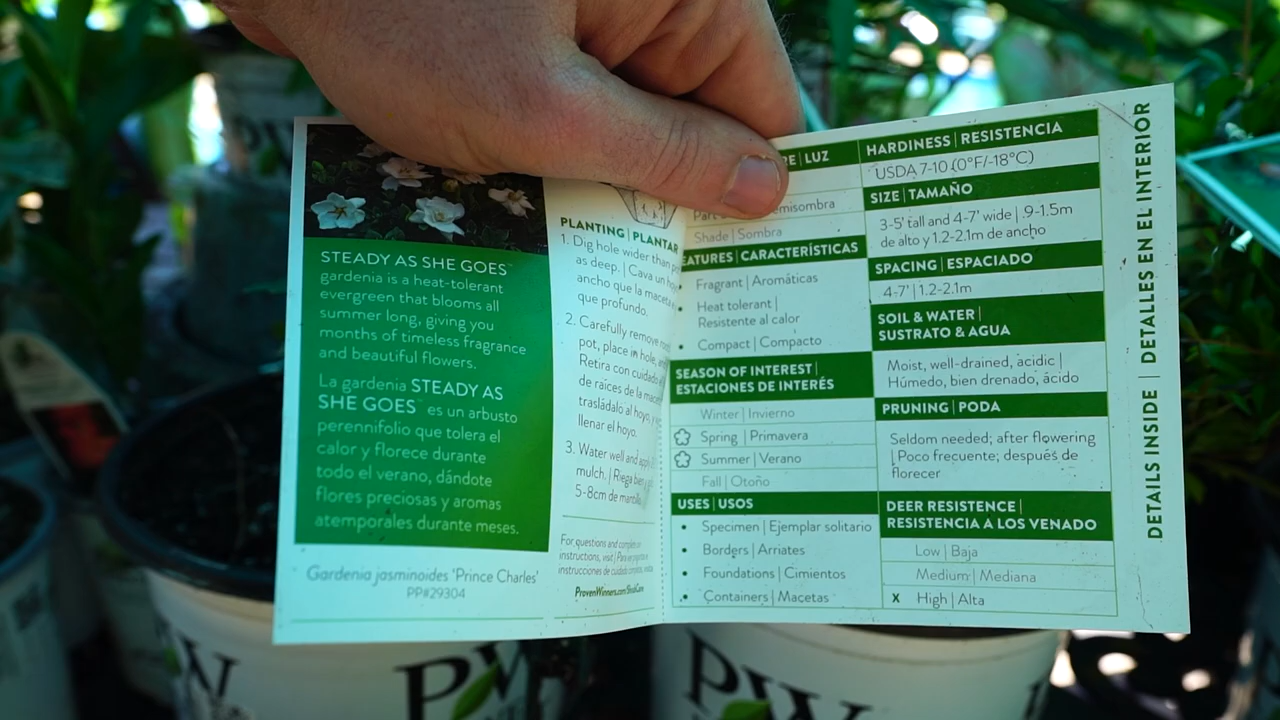 STEADY AS SHE GOES™
gardenia is a heat-tolerant
evergreen that blooms all
summer long, giving you
months of timeless fragrance
and beautiful flowers.
La gardenia STEADY AS
SHE GOES™ es un arbusto
perennifolio que tolera el
calor y florece durante
todo el verano, dándote
flores preciosas y aromas
atemporales durante meses.
Gardenia jasminoides 'Prince Charles'
PP#29304
PLANTING | PLANTAR
1. Dig hole wider than
as deep. | Cava un
ancho que la maceta
que profundo.
2. Carefully remove
pot, place in hole,
Retira con cuidado
de raíces de la
trasládalo al hoyo, y
llenar el hoyo.
3. Water well and apply
mulch. | Riega bien
5-8cm de
For questions and
instructions, visit
instrucciones de cuidado
ProvenWinners.com/ShrubCare
| LUZ
Shade | Sombra
| CARACTERÍSTICAS
• Fragrant | Aromáticas
• Heat tolerant |
Resistente al calor
• Compact | Compacto
SEASON OF INTEREST |
ESTACIONES DE INTERÉS
Winter | Invierno
Spring | Primavera
Summer | Verano
Fall | Otoño
USES | USOS
• Specimen | Ejemplar solitario
• Borders | Arriates
• Foundations | Cimientos
• Containers | Macetas
HARDINESS | RESISTENCIA
USDA 7-10 (0°F/-18°C)
SIZE | TAMAÑO
3-5' tall and 4-7' wide | .9-1.5m
de alto y 1.2-2.1m de ancho
SPACING | ESPACIADO
4-7' | 1.2-2.1m
SOIL & WATER |
SUSTRATO & AGUA
Moist, well-drained, acidic |
Húmedo, bien drenado, ácido
PRUNING | PODA
Seldom needed; after flowering
| Poco frecuente; después de
florecer
DEER RESISTENCE |
RESISTENCIA A LOS VENADO
Low | Baja
Medium | Mediana
X High | Alta
DETAILS INSIDE | DETALLES EN EL INTERIOR
PW
PW